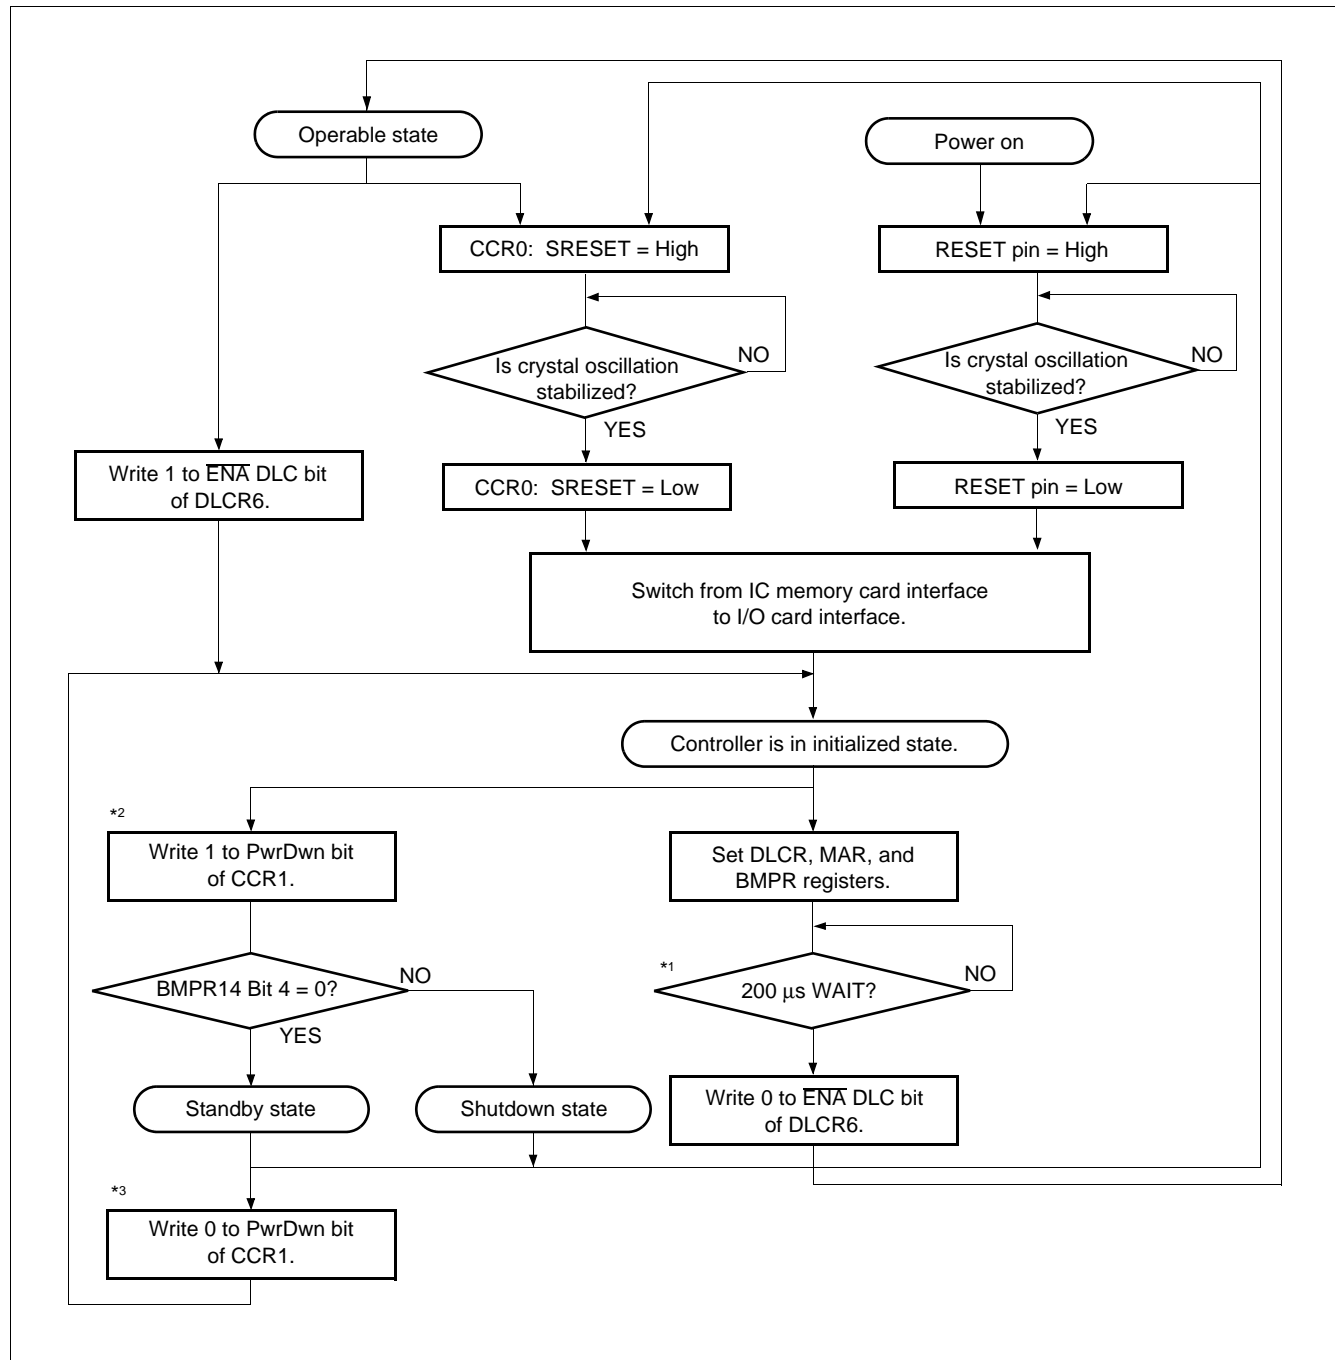 Operable state
Power on
CCR0: SRESET = High
RESET pin = High
Is crystal oscillation
stabilized?
NO
Is crystal oscillation
stabilized?
NO
YES
YES
Write 1 to E̅N̅A̅ DLC bit
of DLCR6.
CCR0: SRESET = Low
RESET pin = Low
Switch from IC memory card interface
to I/O card interface.
Controller is in initialized state.
*2
Write 1 to PwrDwn bit
of CCR1.
Set DLCR, MAR, and
BMPR registers.
BMPR14 Bit 4 = 0?
NO
YES
*1
200 μs WAIT?
NO
Standby state
Shutdown state
Write 0 to E̅N̅A̅ DLC bit
of DLCR6.
*3
Write 0 to PwrDwn bit
of CCR1.